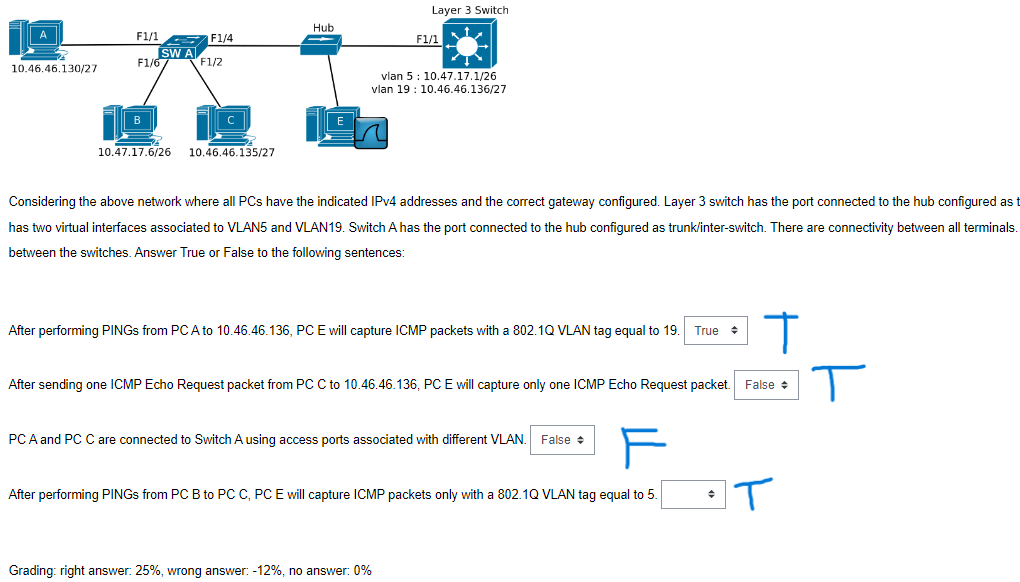 Layer 3 Switch
Hub
A
F1/1
F1/4
F1/1
SW A
10.46.46.130/27
F1/6
F1/2
vlan 5 : 10.47.17.1/26
vlan 19 : 10.46.46.136/27
B
C
E
10.47.17.6/26
10.46.46.135/27
Considering the above network where all PCs have the indicated IPv4 addresses and the correct gateway configured. Layer 3 switch has the port connected to the hub configured as t
has two virtual interfaces associated to VLAN5 and VLAN19. Switch A has the port connected to the hub configured as trunk/inter-switch. There are connectivity between all terminals.
between the switches. Answer True or False to the following sentences:
After performing PINGs from PC A to 10.46.46.136, PC E will capture ICMP packets with a 802.1Q VLAN tag equal to 19. True T
After sending one ICMP Echo Request packet from PC C to 10.46.46.136, PC E will capture only one ICMP Echo Request packet. False T
PC A and PC C are connected to Switch A using access ports associated with different VLAN. False F
After performing PINGs from PC B to PC C, PC E will capture ICMP packets only with a 802.1Q VLAN tag equal to 5. T
Grading: right answer: 25%, wrong answer: -12%, no answer: 0%